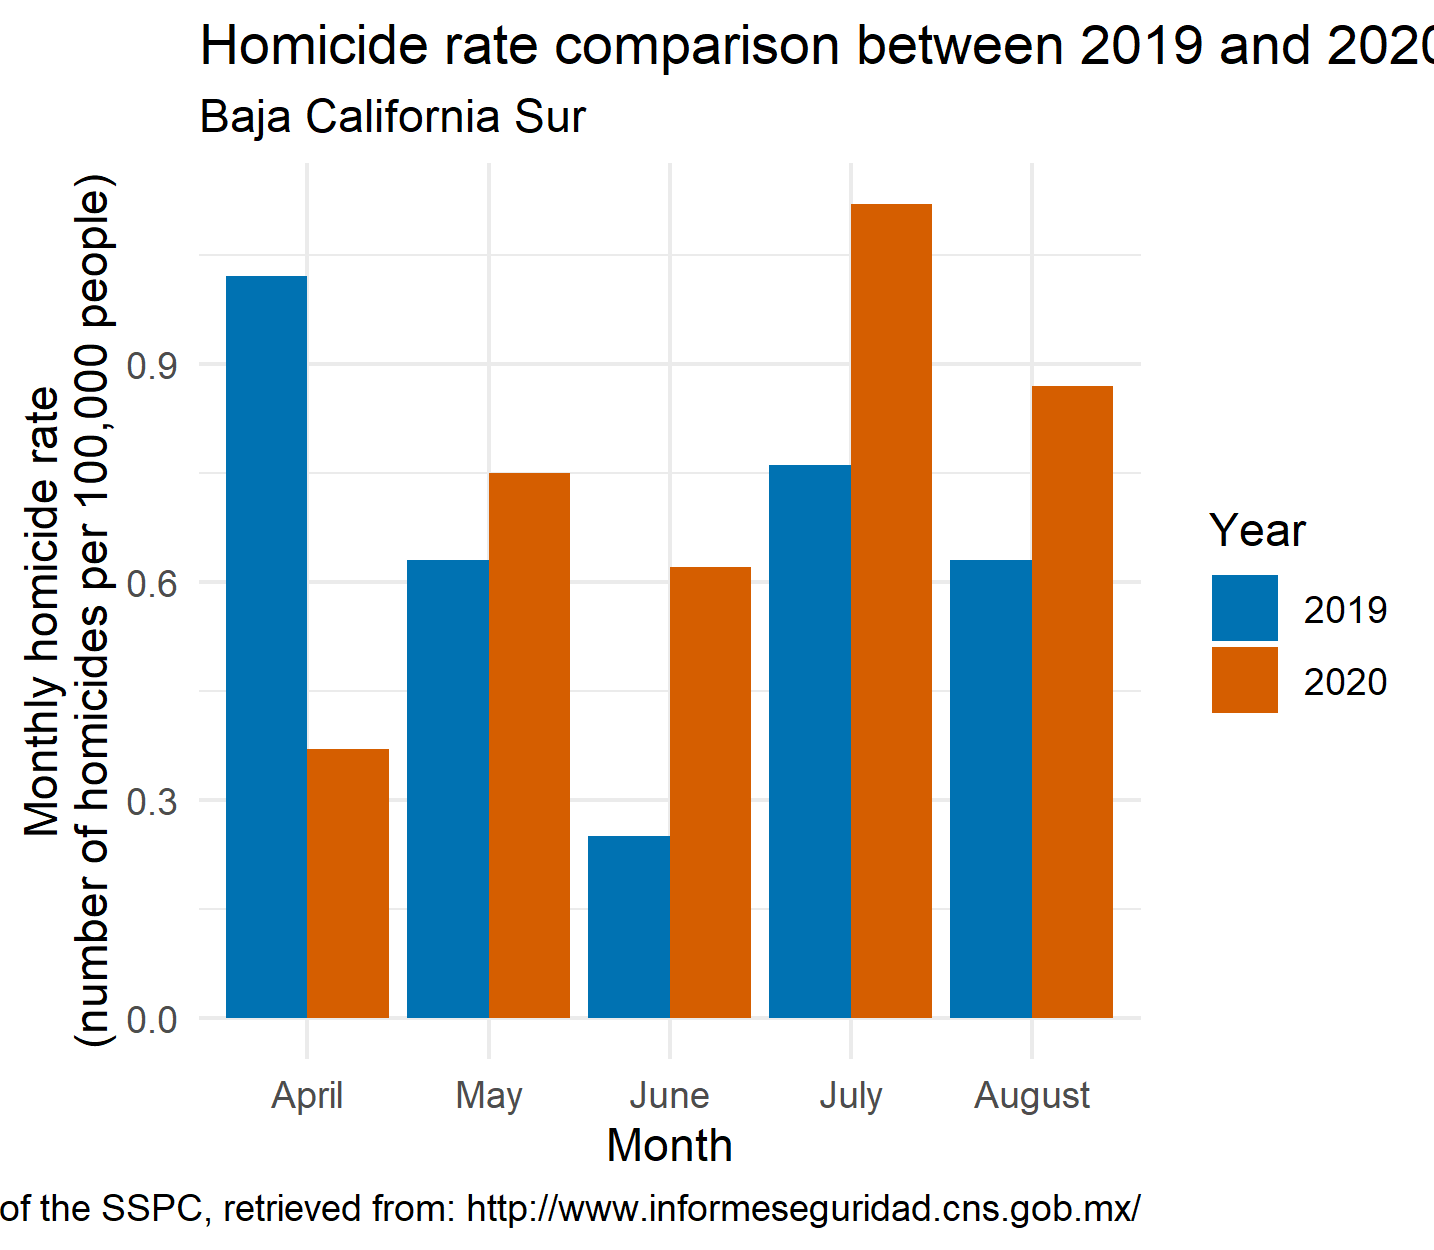 Homicide rate comparison between 2019 and 2020
Baja California Sur
Monthly homicide rate
(number of homicides per 100,000 people)
0.9
0.6
0.3
0.0
April May June July August
Month
Year
2019
2020
of the SSPC, retrieved from: http://www.informeseguridad.cns.gob.mx/